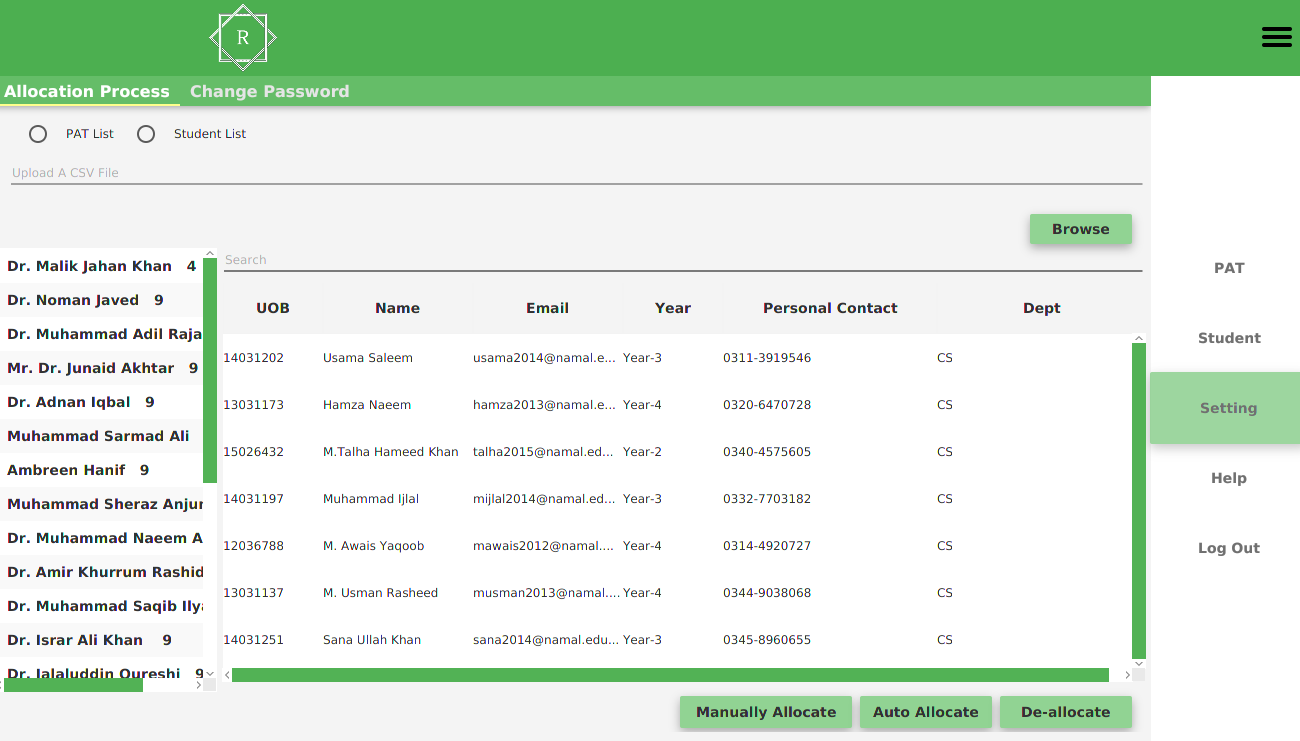 R
Allocation Process Change Password
PAT List Student List
Upload A CSV File
Browse
Dr. Malik Jahan Khan 4
Dr. Noman Javed 9
Dr. Muhammad Adil Raja
Mr. Dr. Junaid Akhtar 9
Dr. Adnan Iqbal 9
Muhammad Sarmad Ali
Ambreen Hanif 9
Muhammad Sheraz Anjum
Dr. Muhammad Naeem A
Dr. Amir Khurrum Rashid
Dr. Muhammad Saqib Ilya
Dr. Israr Ali Khan 9
Dr. Jalaluddin Qureshi 9
Search
UOB Name Email Year Personal Contact Dept
14031202 Usama Saleem usama2014@namal.e... Year-3 0311-3919546 CS
13031173 Hamza Naeem hamza2013@namal.e... Year-4 0320-6470728 CS
15026432 M.Talha Hameed Khan talha2015@namal.ed... Year-2 0340-4575605 CS
14031197 Muhammad Ijlal mijlal2014@namal.ed... Year-3 0332-7703182 CS
12036788 M. Awais Yaqoob mawais2012@namal.... Year-4 0314-4920727 CS
13031137 M. Usman Rasheed musman2013@namal.... Year-4 0344-9038068 CS
14031251 Sana Ullah Khan sana2014@namal.edu... Year-3 0345-8960655 CS
Manually Allocate Auto Allocate De-allocate
PAT
Student
Setting
Help
Log Out